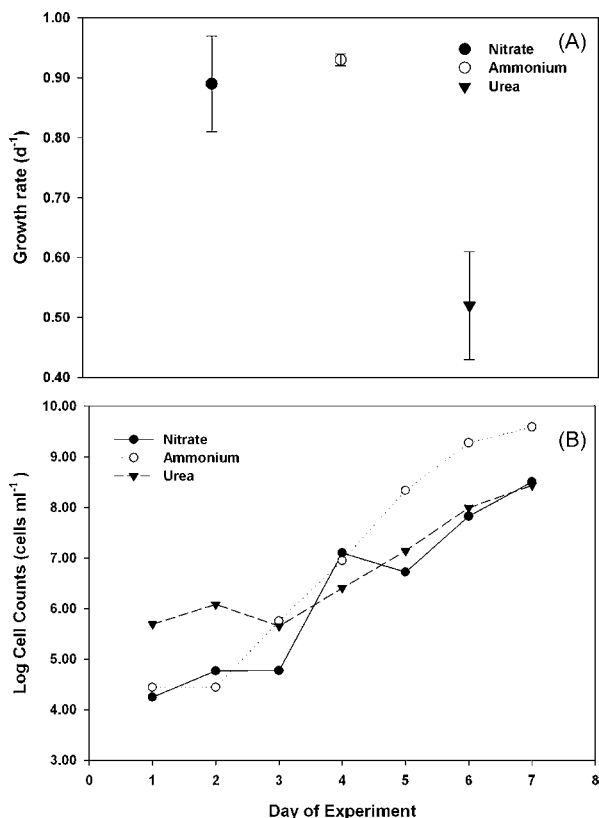 1.00
0.90
0.80
0.70
0.60
0.50
0.40
Growth rate (d⁻¹)
(A)
Nitrate
Ammonium
Urea
10.00
9.00
8.00
7.00
6.00
5.00
4.00
3.00
Log Cell Counts (cells ml⁻¹)
(B)
Nitrate
Ammonium
Urea
0 1 2 3 4 5 6 7 8
Day of Experiment